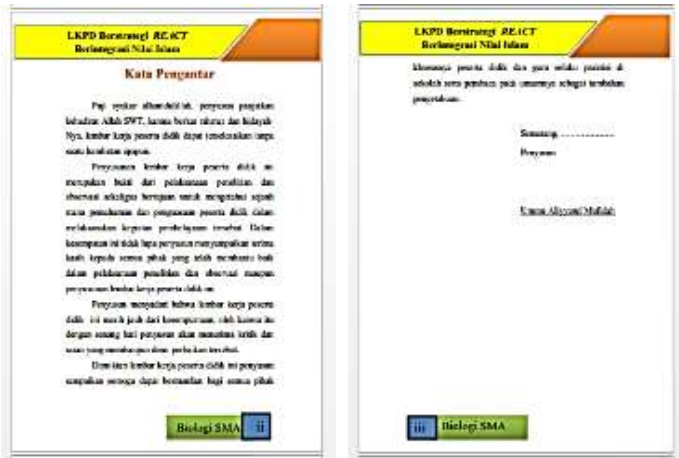 LKPD Berstrategi REACT
Berintegrasi Nilai Islam
Kata Pengantar
Puji syukur alhamdulillah, penyusun panjatkan
kehadirat Allah SWT, karena berkat rahmat dan hidayah-
Nya, lembar kerja peserta didik dapat terselesaikan tanpa
suatu hambatan apapun.
Penyusunan lembar kerja peserta didik ini
merupakan bukti dari pelaksanaan penelitian dan
observasi sekaligus bertujuan untuk mengetahui sejauh
mana pemahaman dan penguasaan peserta didik dalam
melaksanakan kegiatan pembelajaran tersebut. Dalam
kesempatan ini tidak lupa penyusun menyampaikan terima
kasih kepada semua pihak yang telah membantu baik
dalam pelaksanaan penelitian dan observasi maupun
penyusunan lembar kerja peserta didik ini.
Penyusun menyadari bahwa lembar kerja peserta
didik ini masih jauh dari kesempurnaan, oleh karena itu
dengan senang hati penyusun akan menerima kritik dan
saran yang membangun demi perbaikan tersebut.
Demikian lembar kerja peserta didik ini penyusun
sampaikan semoga dapat bermanfaat bagi semua pihak
Biologi SMA ii
LKPD Berstrategi REACT
Berintegrasi Nilai Islam
khususnya peserta didik dan guru selaku praktisi di
sekolah serta pembaca pada umumnya sebagai tambahan
pengetahuan.
Semarang, ................
Penyusun
Umma Aliyyatul Mufidah
iii Biologi SMA